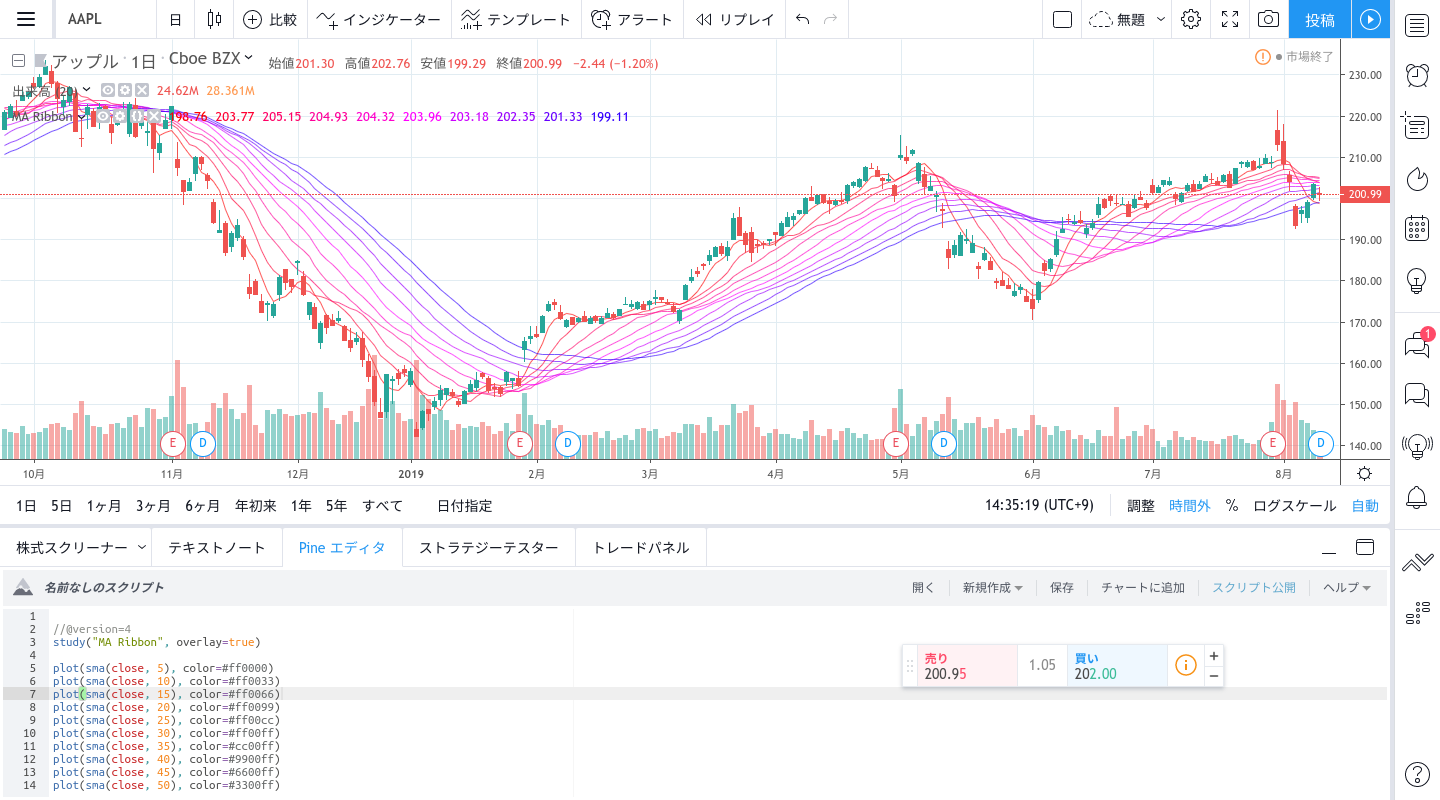 AAPL 日 比較 インジケーター テンプレート アラート リプレイ 無題 投稿
アップル · 1日 · Cboe BZX 始値201.30 高値202.76 安値199.29 終値200.99 −2.44 (−1.20%)
市場終了
出来高 (20) 24.62M 28.361M
MA Ribbon 198.76 203.77 205.15 204.93 204.32 203.96 203.18 202.35 201.33 199.11
230.00
220.00
210.00
200.99
190.00
180.00
170.00
160.00
150.00
140.00
E D E D E D E D
10月 11月 12月 2019 2月 3月 4月 5月 6月 7月 8月
1日 5日 1ヶ月 3ヶ月 6ヶ月 年初来 1年 5年 すべて 日付指定 14:35:19 (UTC+9) 調整 時間外 % ログスケール 自動
1
株式スクリーナー テキストノート Pine エディタ ストラテジーテスター トレードパネル
名前なしのスクリプト 開く 新規作成 保存 チャートに追加 スクリプト公開 ヘルプ
1
2 //@version=4
3 study("MA Ribbon", overlay=true)
4
5 plot(sma(close, 5), color=#ff0000)
6 plot(sma(close, 10), color=#ff0033)
7 plot(sma(close, 15), color=#ff0066)
8 plot(sma(close, 20), color=#ff0099)
9 plot(sma(close, 25), color=#ff00cc)
10 plot(sma(close, 30), color=#ff00ff)
11 plot(sma(close, 35), color=#cc00ff)
12 plot(sma(close, 40), color=#9900ff)
13 plot(sma(close, 45), color=#6600ff)
14 plot(sma(close, 50), color=#3300ff)
売り 買い
200.95 1.05 202.00